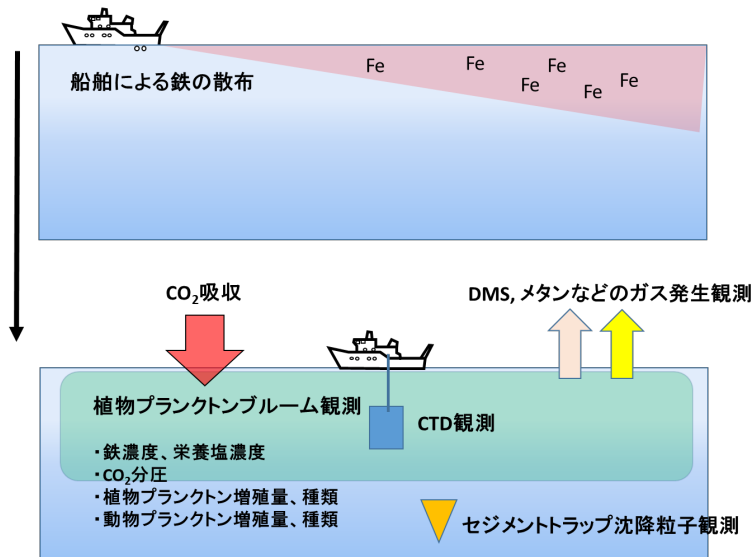 船舶による鉄の散布
Fe
Fe
Fe
Fe
Fe
Fe
CO₂吸収
DMS, メタンなどのガス発生観測
植物プランクトンブルーム観測
CTD観測
・鉄濃度、栄養塩濃度
・CO₂分圧
・植物プランクトン増殖量、種類
・動物プランクトン増殖量、種類
セジメントトラップ沈降粒子観測